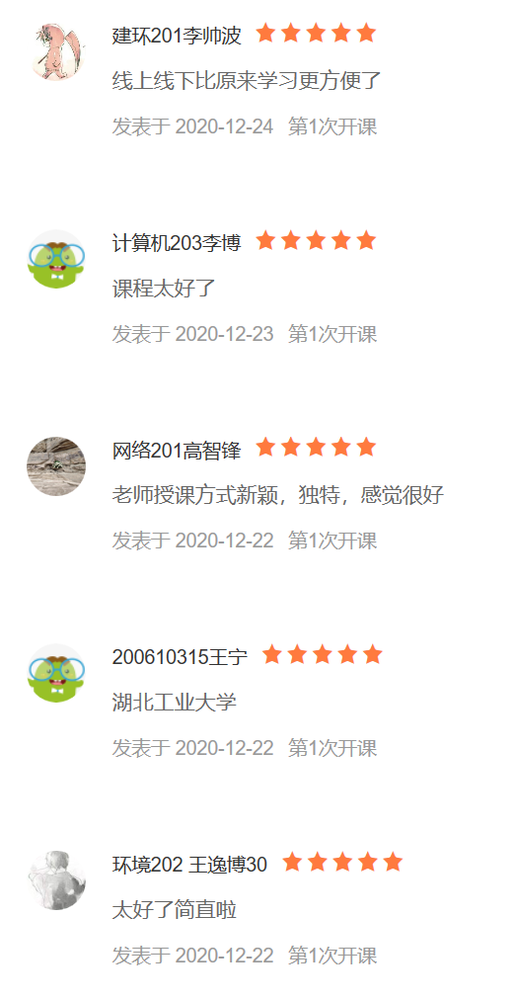 建环201李帅波
线上线下比原来学习更方便了
发表于 2020-12-24 第1次开课
计算机203李博
课程太好了
发表于 2020-12-23 第1次开课
网络201高智锋
老师授课方式新颖，独特，感觉很好
发表于 2020-12-22 第1次开课
200610315王宁
湖北工业大学
发表于 2020-12-22 第1次开课
环境202 王逸博30
太好了简直啦
发表于 2020-12-22 第1次开课